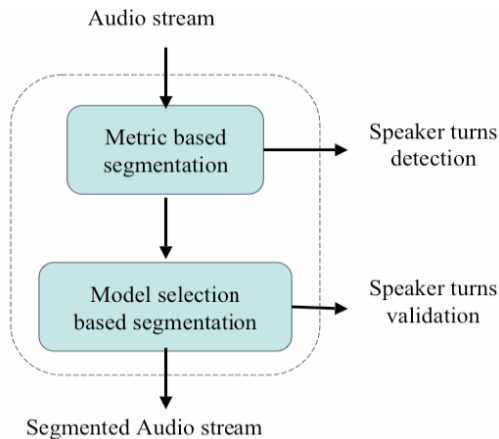 Audio stream
Metric based
segmentation
Speaker turns
detection
Model selection
based segmentation
Speaker turns
validation
Segmented Audio stream